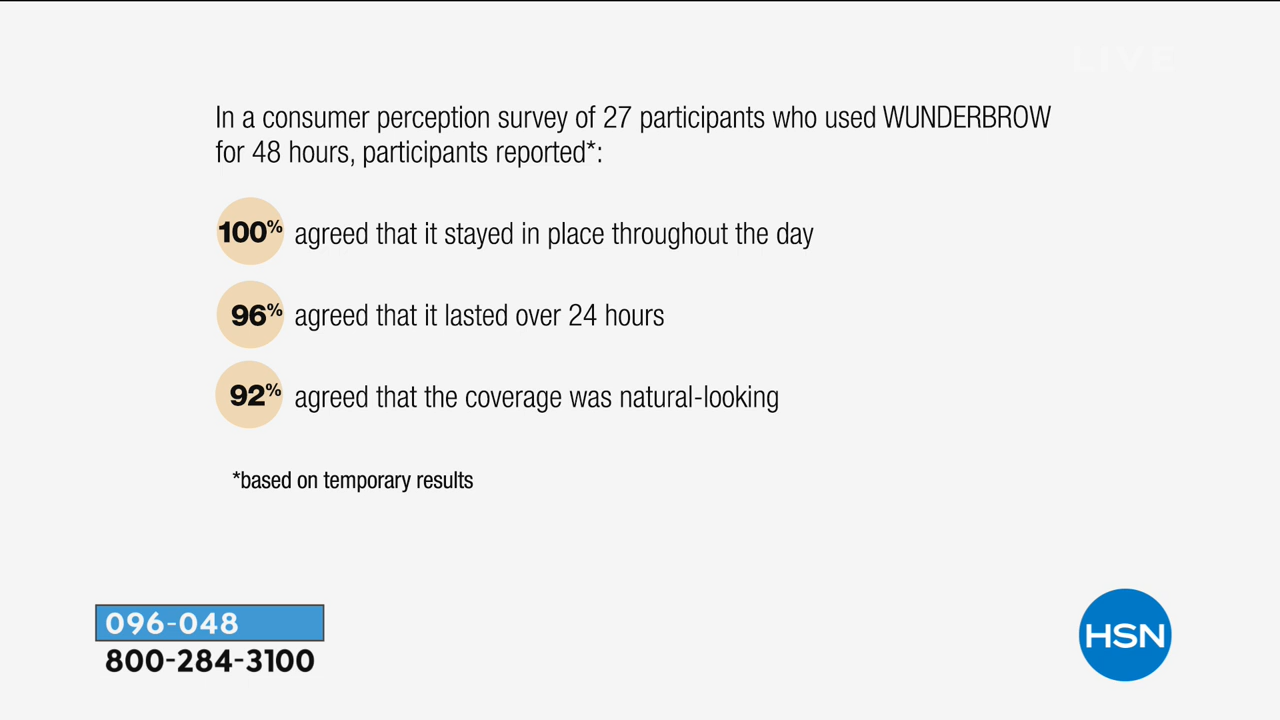 LIVE
In a consumer perception survey of 27 participants who used WUNDERBROW
for 48 hours, participants reported*:
100% agreed that it stayed in place throughout the day
96% agreed that it lasted over 24 hours
92% agreed that the coverage was natural-looking
*based on temporary results
096-048
800-284-3100
HSN